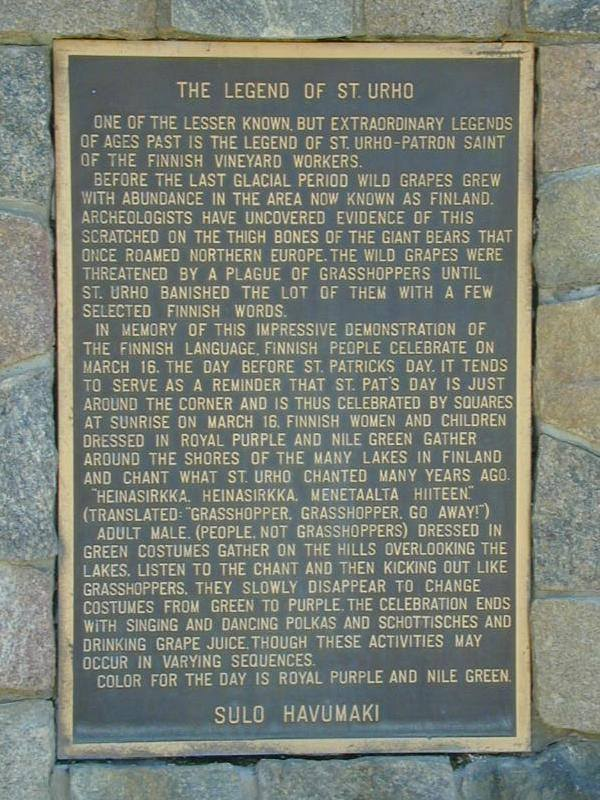 THE LEGEND OF ST. URHO
ONE OF THE LESSER KNOWN, BUT EXTRAORDINARY LEGENDS
OF AGES PAST IS THE LEGEND OF ST. URHO-PATRON SAINT
OF THE FINNISH VINEYARD WORKERS.
BEFORE THE LAST GLACIAL PERIOD WILD GRAPES GREW
WITH ABUNDANCE IN THE AREA NOW KNOWN AS FINLAND.
ARCHEOLOGISTS HAVE UNCOVERED EVIDENCE OF THIS
SCRATCHED ON THE THIGH BONES OF THE GIANT BEARS THAT
ONCE ROAMED NORTHERN EUROPE. THE WILD GRAPES WERE
THREATENED BY A PLAGUE OF GRASSHOPPERS UNTIL
ST. URHO BANISHED THE LOT OF THEM WITH A FEW
SELECTED FINNISH WORDS.
IN MEMORY OF THIS IMPRESSIVE DEMONSTRATION OF
THE FINNISH LANGUAGE, FINNISH PEOPLE CELEBRATE ON
MARCH 16, THE DAY BEFORE ST. PATRICKS DAY. IT TENDS
TO SERVE AS A REMINDER THAT ST. PAT'S DAY IS JUST
AROUND THE CORNER AND IS THUS CELEBRATED BY SQUARES
AT SUNRISE ON MARCH 16, FINNISH WOMEN AND CHILDREN
DRESSED IN ROYAL PURPLE AND NILE GREEN GATHER
AROUND THE SHORES OF THE MANY LAKES IN FINLAND
AND CHANT WHAT ST. URHO CHANTED MANY YEARS AGO.
"HEINASIRKKA, HEINASIRKKA, MENETAALTA HIITEEN."
(TRANSLATED: "GRASSHOPPER, GRASSHOPPER, GO AWAY!")
ADULT MALE, (PEOPLE, NOT GRASSHOPPERS) DRESSED IN
GREEN COSTUMES GATHER ON THE HILLS OVERLOOKING THE
LAKES, LISTEN TO THE CHANT AND THEN KICKING OUT LIKE
GRASSHOPPERS, THEY SLOWLY DISAPPEAR TO CHANGE
COSTUMES FROM GREEN TO PURPLE. THE CELEBRATION ENDS
WITH SINGING AND DANCING POLKAS AND SCHOTTISCHES AND
DRINKING GRAPE JUICE, THOUGH THESE ACTIVITIES MAY
OCCUR IN VARYING SEQUENCES.
COLOR FOR THE DAY IS ROYAL PURPLE AND NILE GREEN.
SULO HAVUMAKI